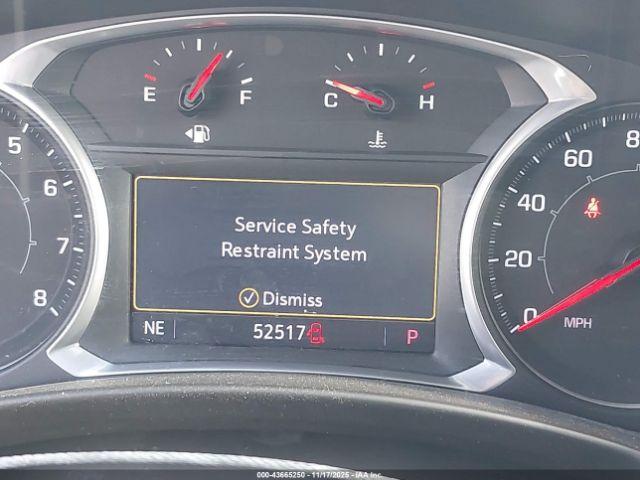 E F
C H
5
6
7
8
Service Safety
Restraint System
Dismiss
NE 52517 P
0
20
40
60
8
MPH
000-43665250 - 11/17/2025 - IAA Inc.